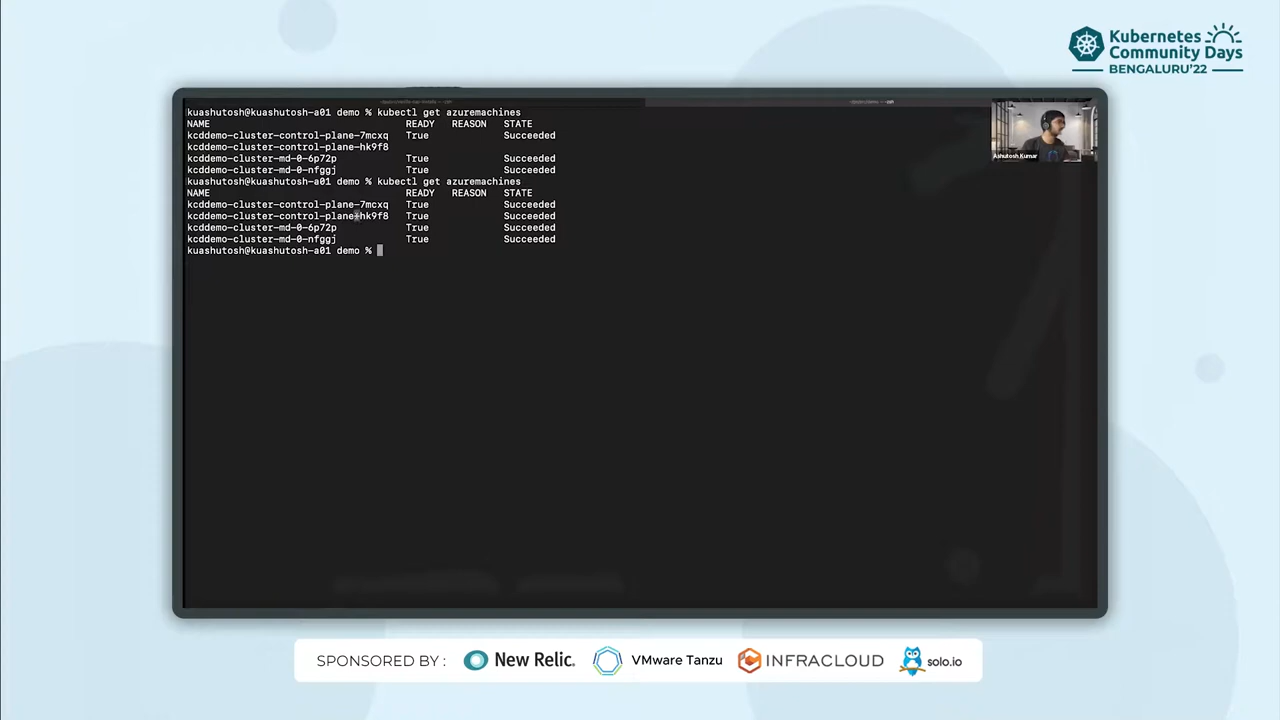 Kubernetes
Community Days
BENGALURU'22
kuashutosh@kuashutosh-a01 demo % kubectl get azuremachines
NAME READY REASON STATE
kcddemo-cluster-control-plane-7mcxq True Succeeded
kcddemo-cluster-control-plane-hk9f8
kcddemo-cluster-md-0-6p72p True Succeeded
kcddemo-cluster-md-0-nfggj True Succeeded
kuashutosh@kuashutosh-a01 demo % kubectl get azuremachines
NAME READY REASON STATE
kcddemo-cluster-control-plane-7mcxq True Succeeded
kcddemo-cluster-control-plane-hk9f8 True Succeeded
kcddemo-cluster-md-0-6p72p True Succeeded
kcddemo-cluster-md-0-nfggj True Succeeded
kuashutosh@kuashutosh-a01 demo %
Ashutosh Kumar
SPONSORED BY : New Relic. VMware Tanzu INFRACLOUD solo.io